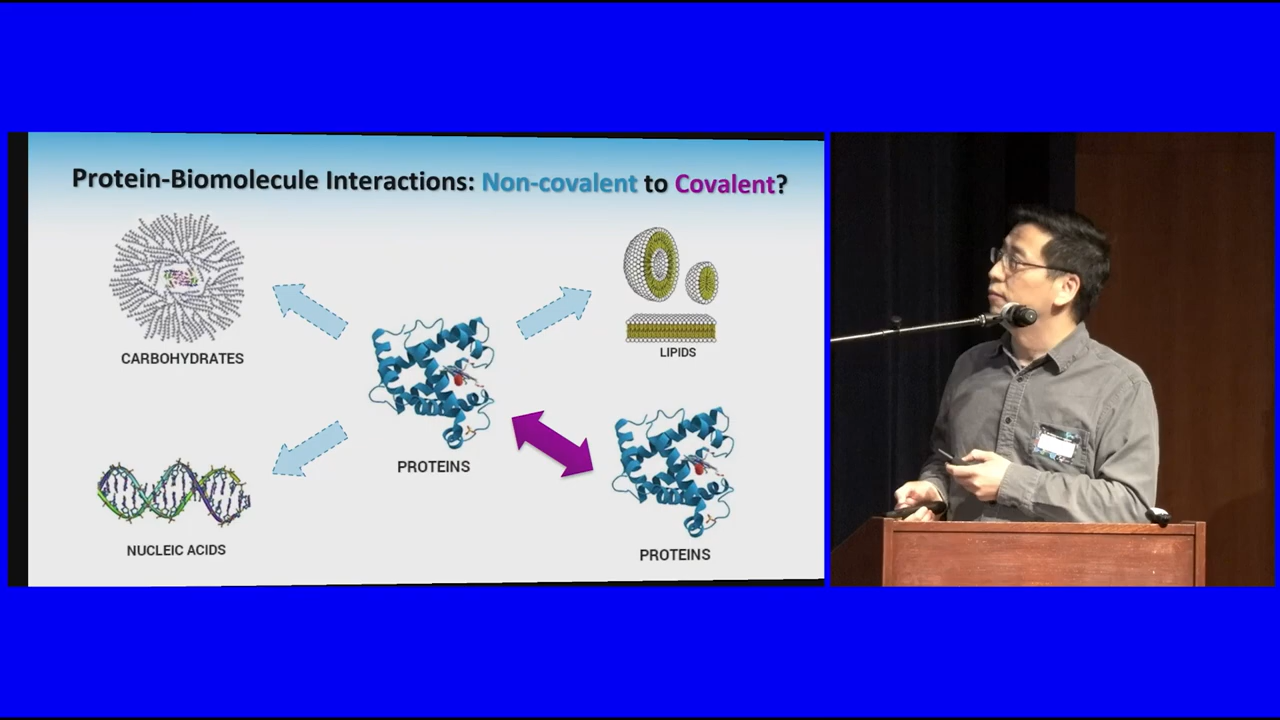 Protein-Biomolecule Interactions: Non-covalent to Covalent?
CARBOHYDRATES
LIPIDS
PROTEINS
NUCLEIC ACIDS
PROTEINS